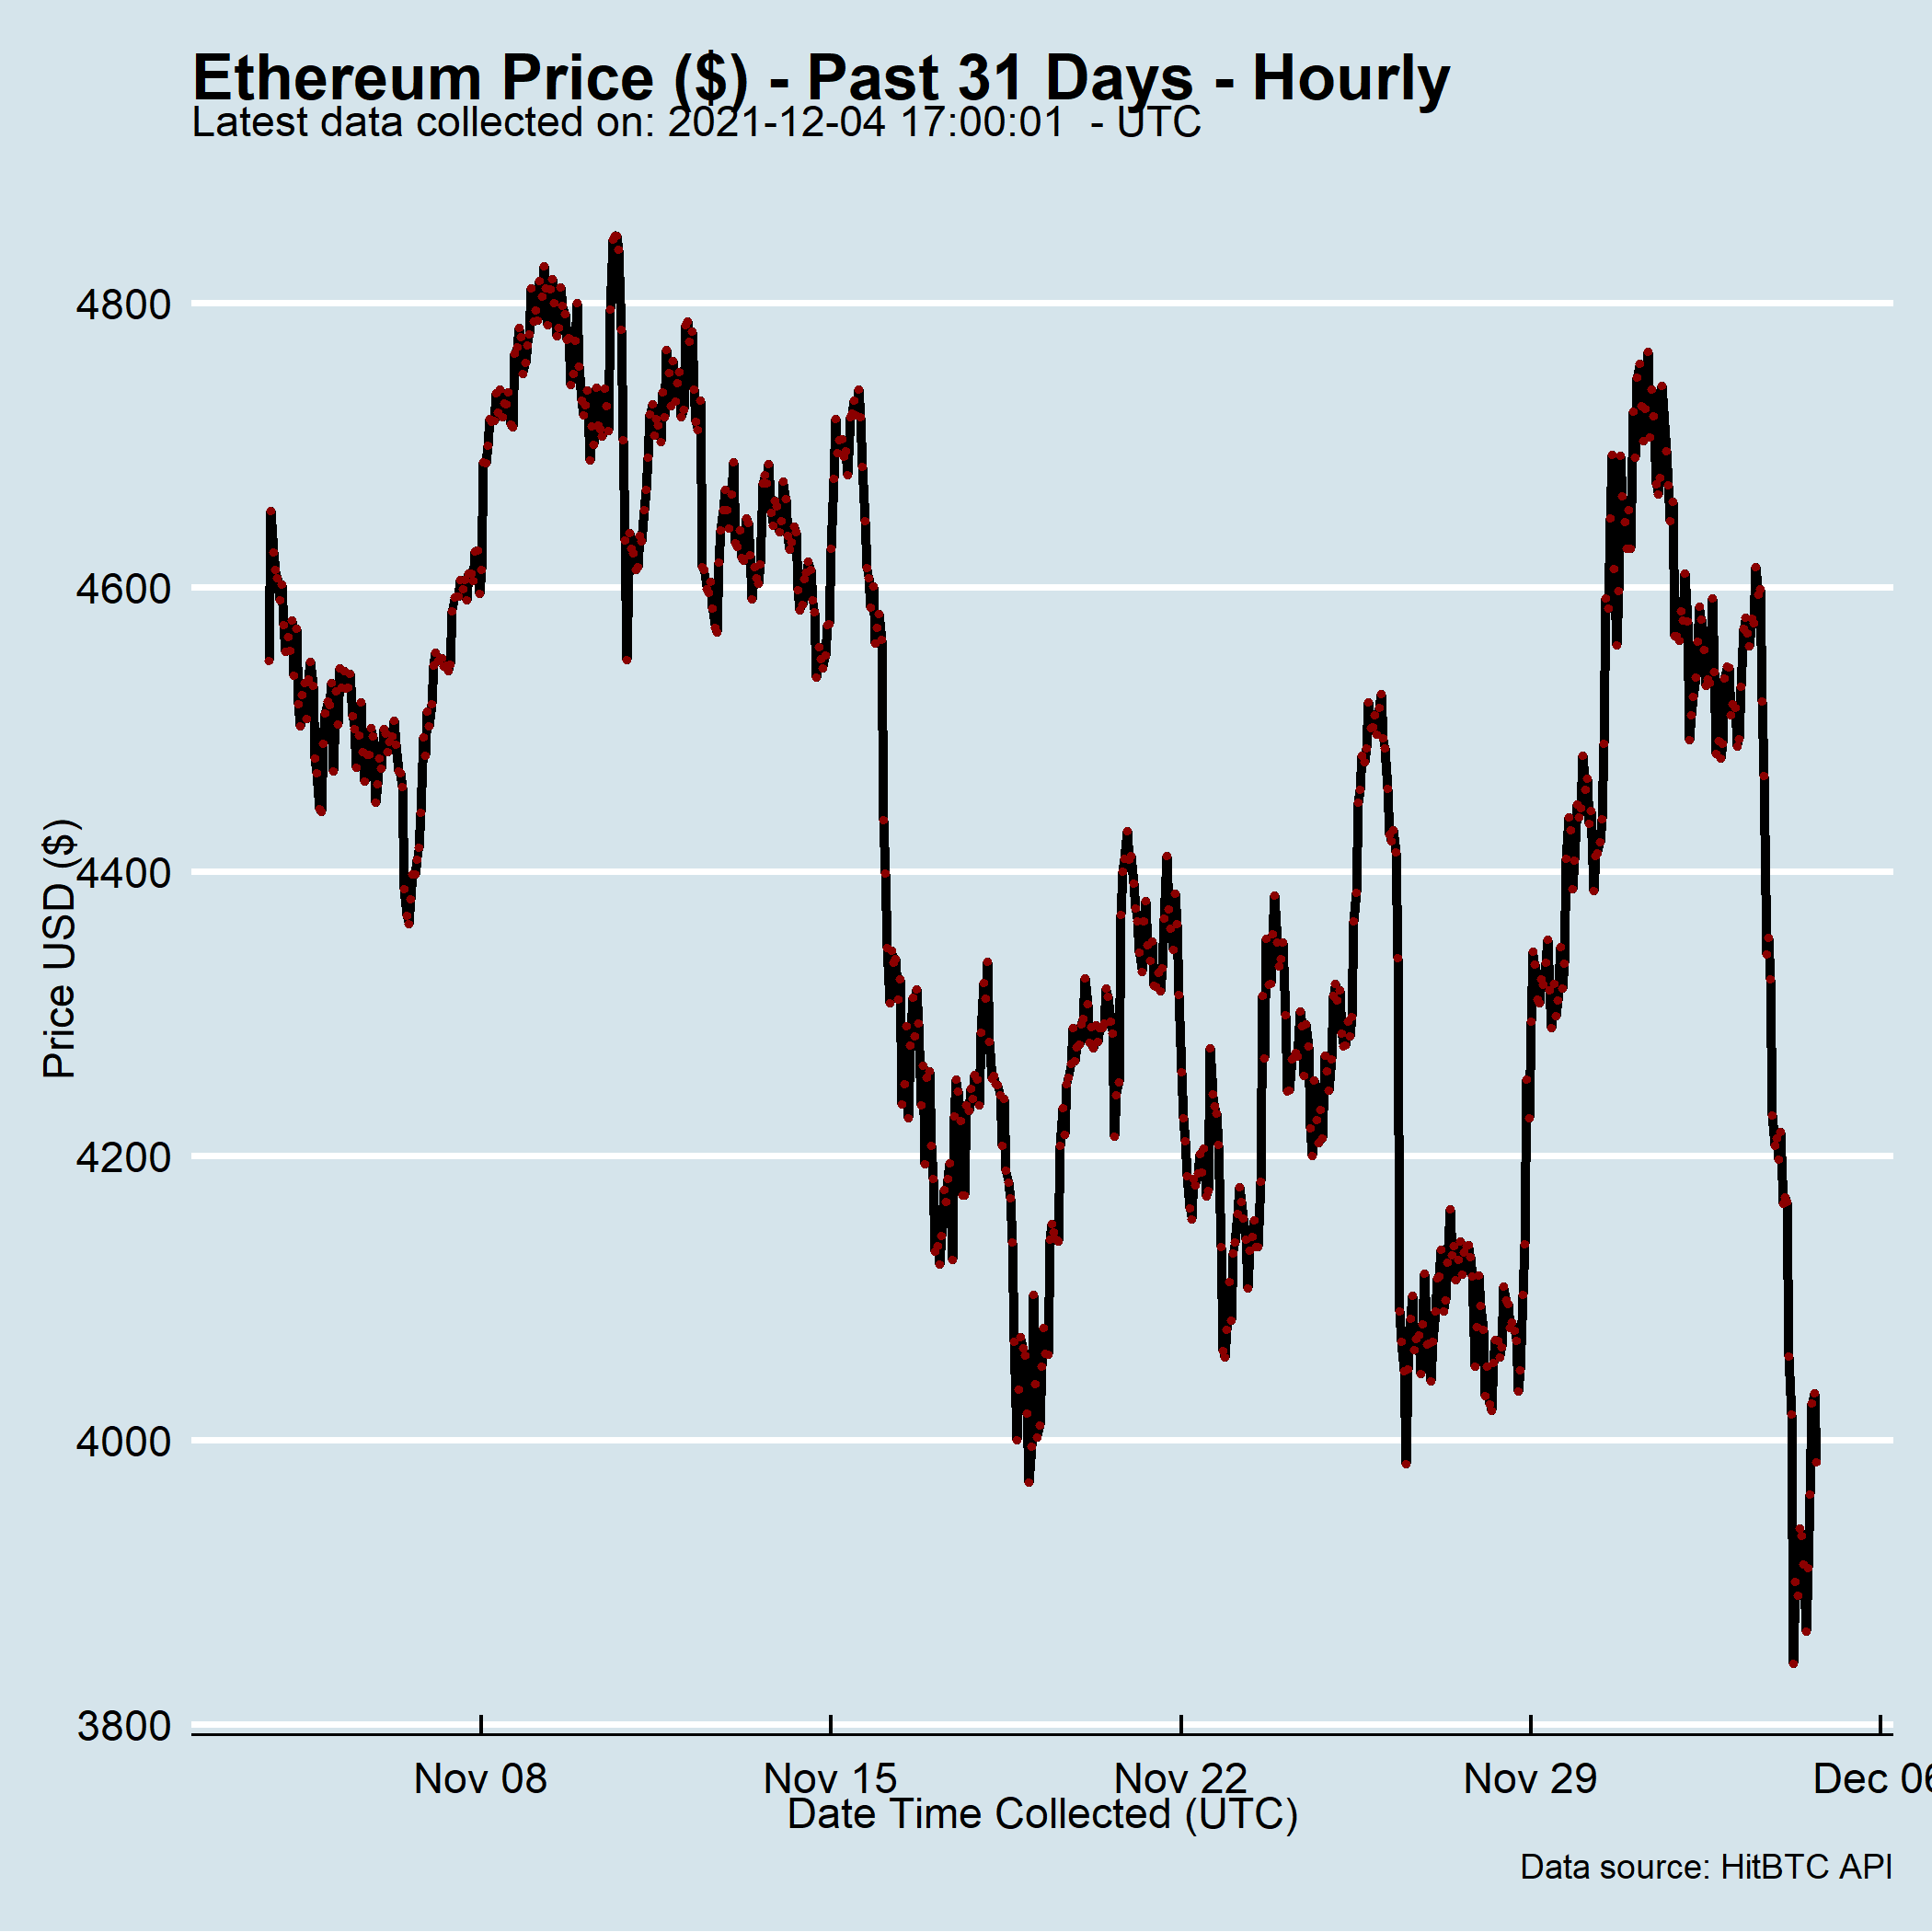 Ethereum Price ($) - Past 31 Days - Hourly
Latest data collected on: 2021-12-04 17:00:01  - UTC
4800
4600
4400
4200
4000
3800
Price USD ($)
Nov 08
Nov 15
Nov 22
Nov 29
Dec 06
Date Time Collected (UTC)
Data source: HitBTC API